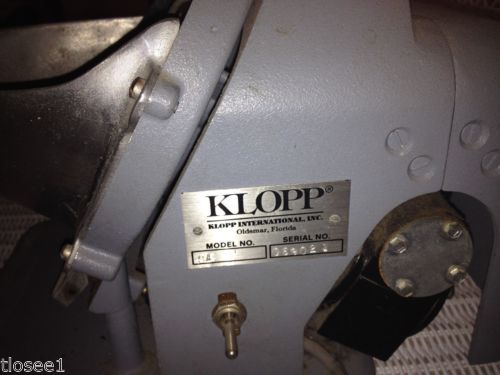 KLOPP®
KLOPP INTERNATIONAL, INC.
Oldsmar, Florida
MODEL NO. SERIAL NO.
tlosee1